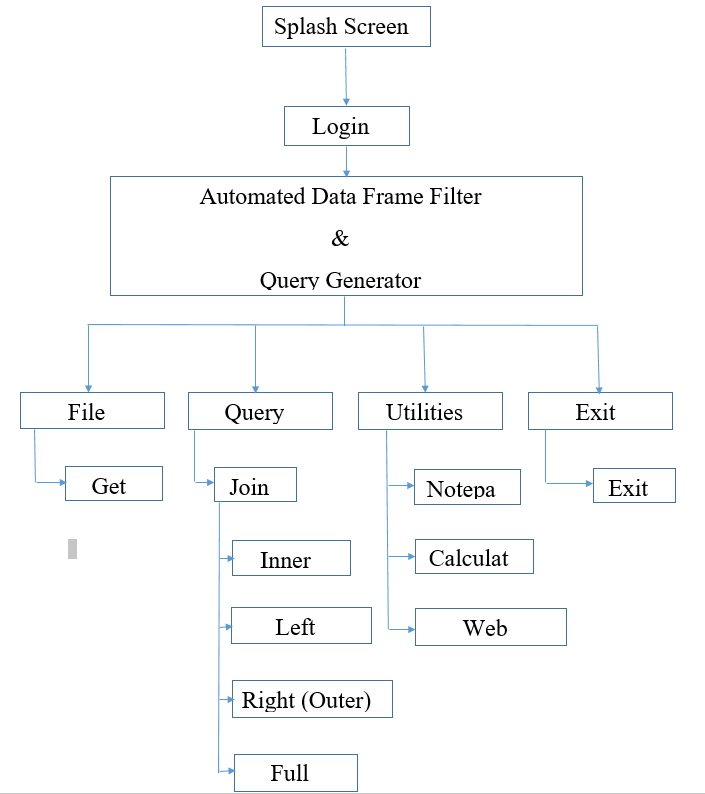 Splash Screen
Login
Automated Data Frame Filter
&
Query Generator
File
Query
Utilities
Exit
Get
Join
Notepa
Exit
Inner
Calculat
Left
Web
Right (Outer)
Full